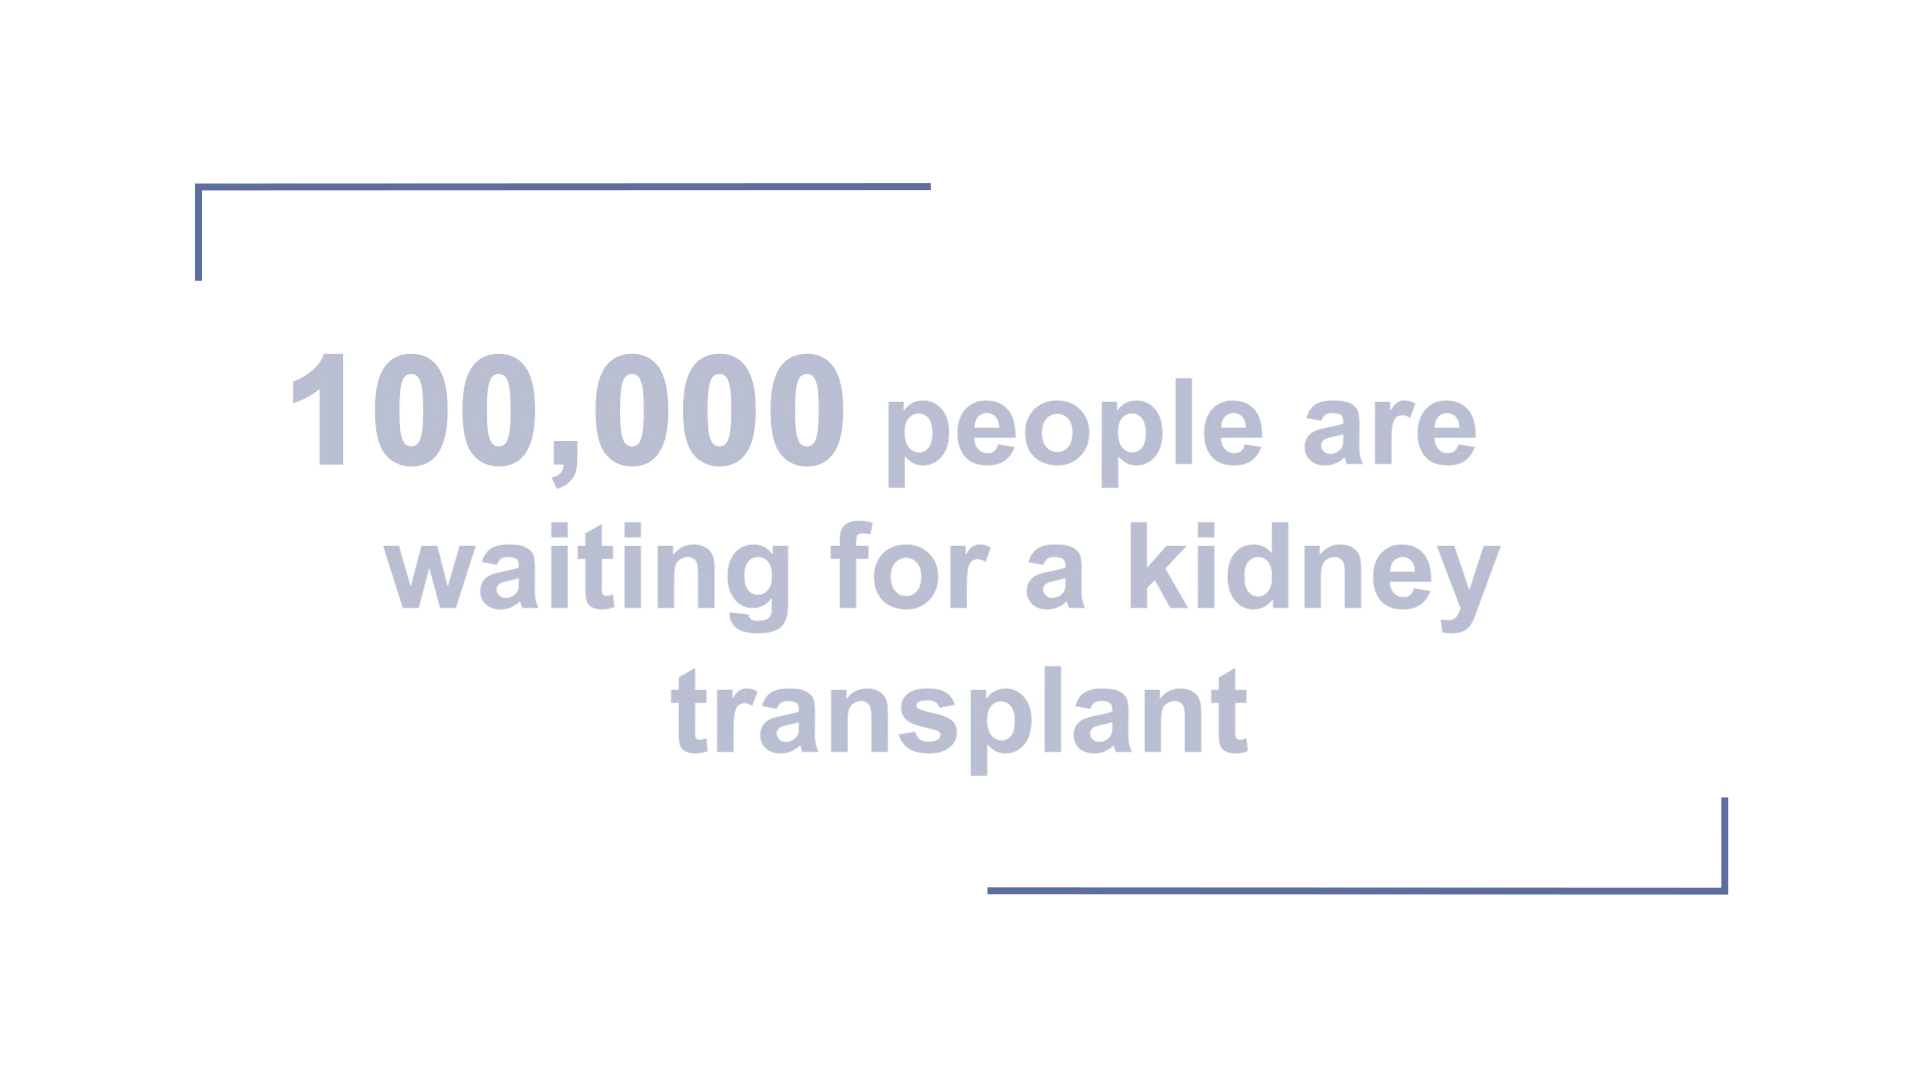 100,000 people are
waiting for a kidney
transplant